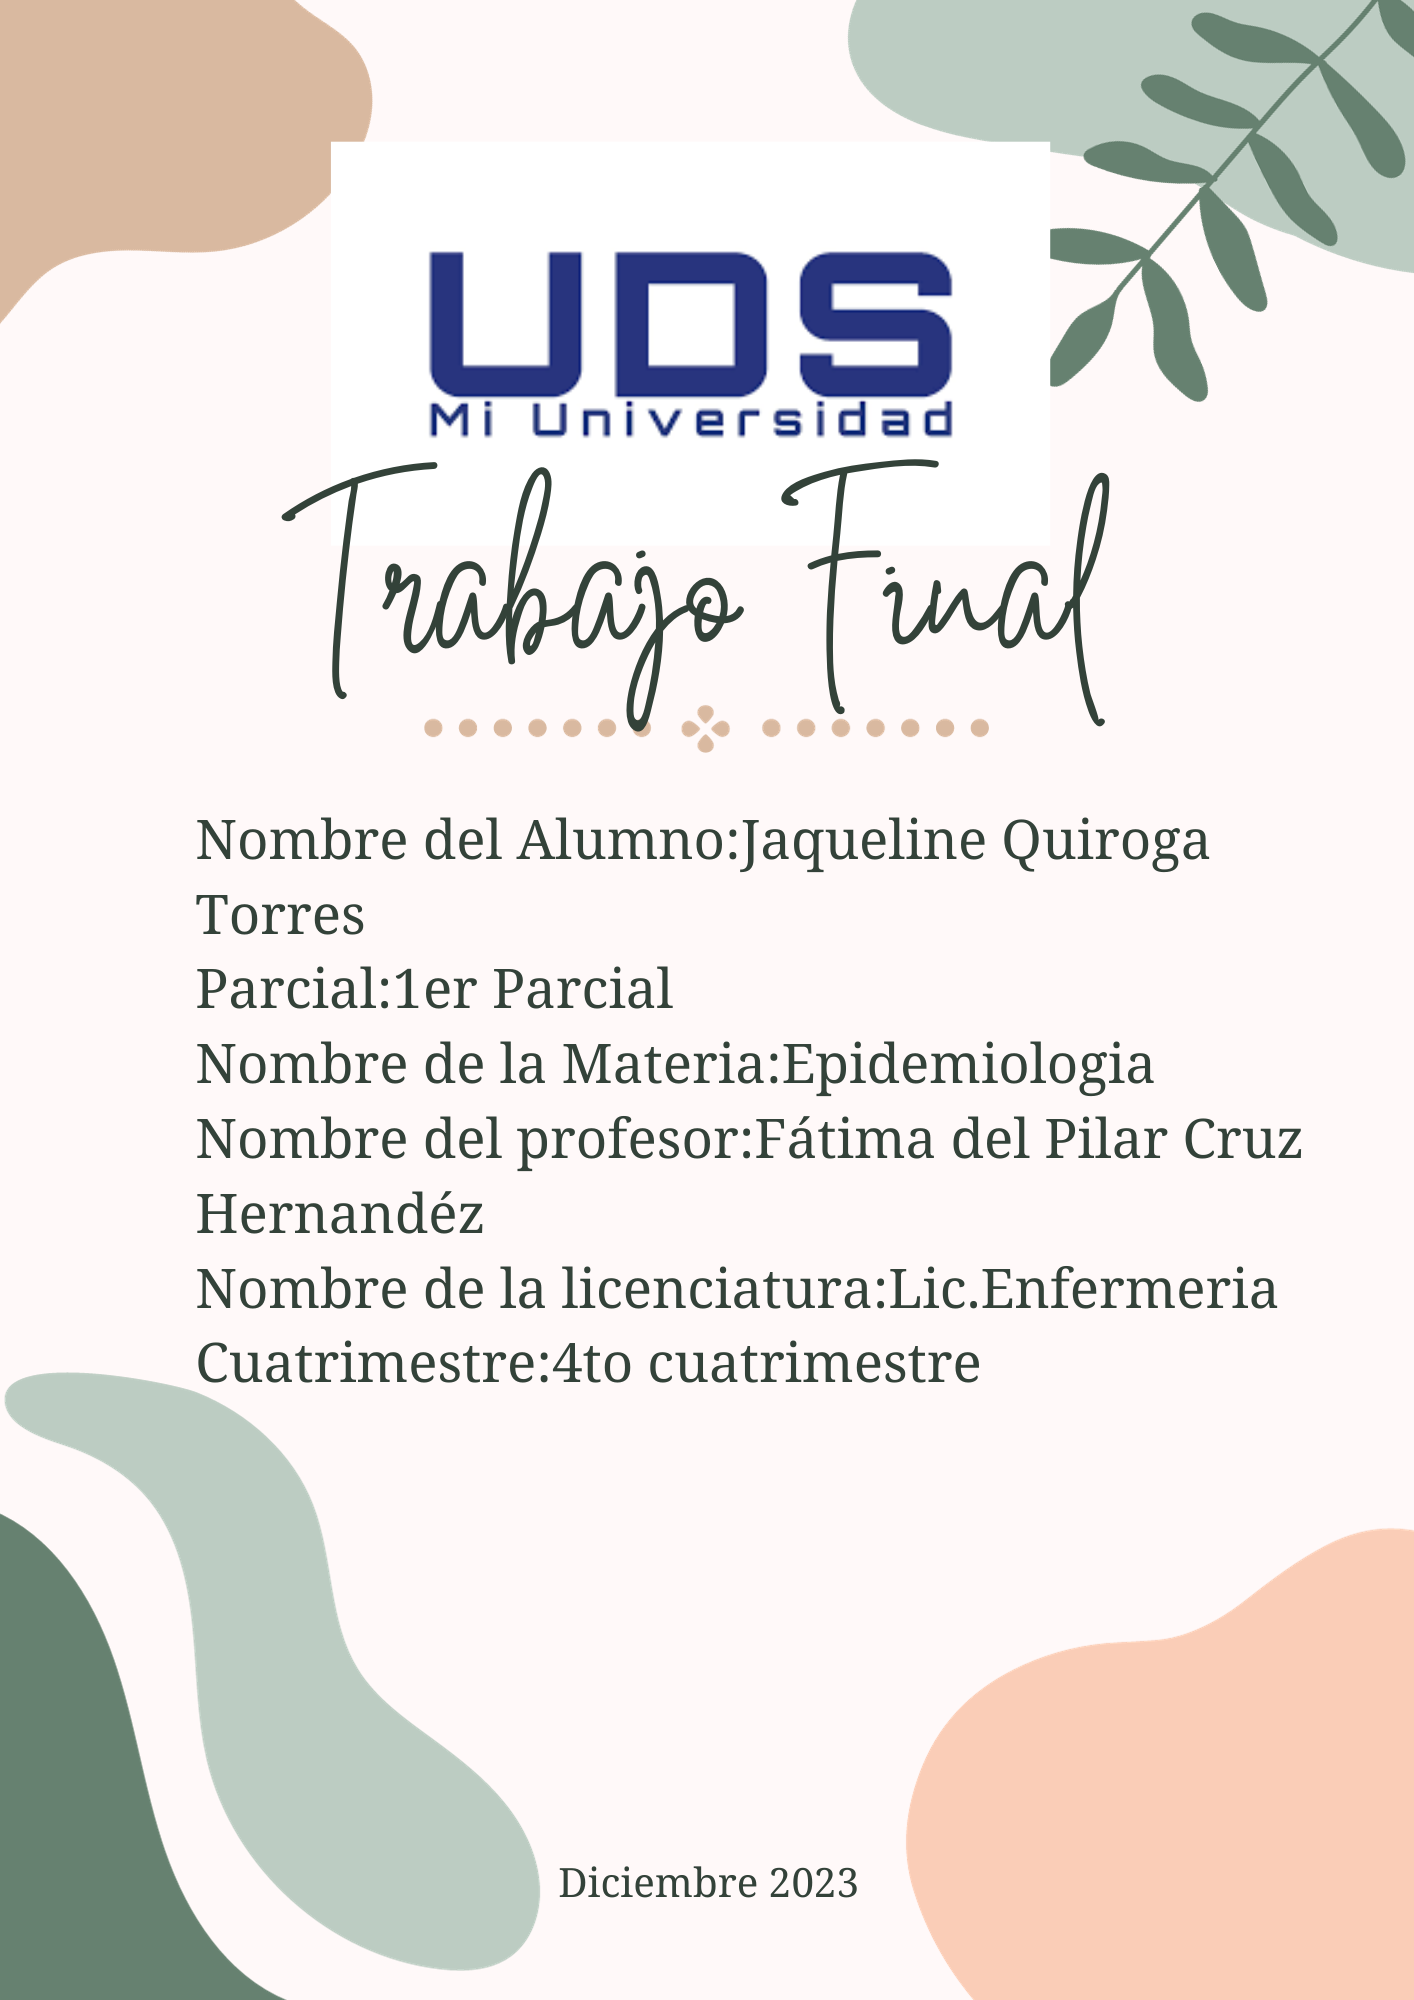 UDS
Mi Universidad
Trabajo Final
Nombre del Alumno:Jaqueline Quiroga
Torres
Parcial:1er Parcial
Nombre de la Materia:Epidemiologia
Nombre del profesor:Fátima del Pilar Cruz
Hernandéz
Nombre de la licenciatura:Lic.Enfermeria
Cuatrimestre:4to cuatrimestre
Diciembre 2023